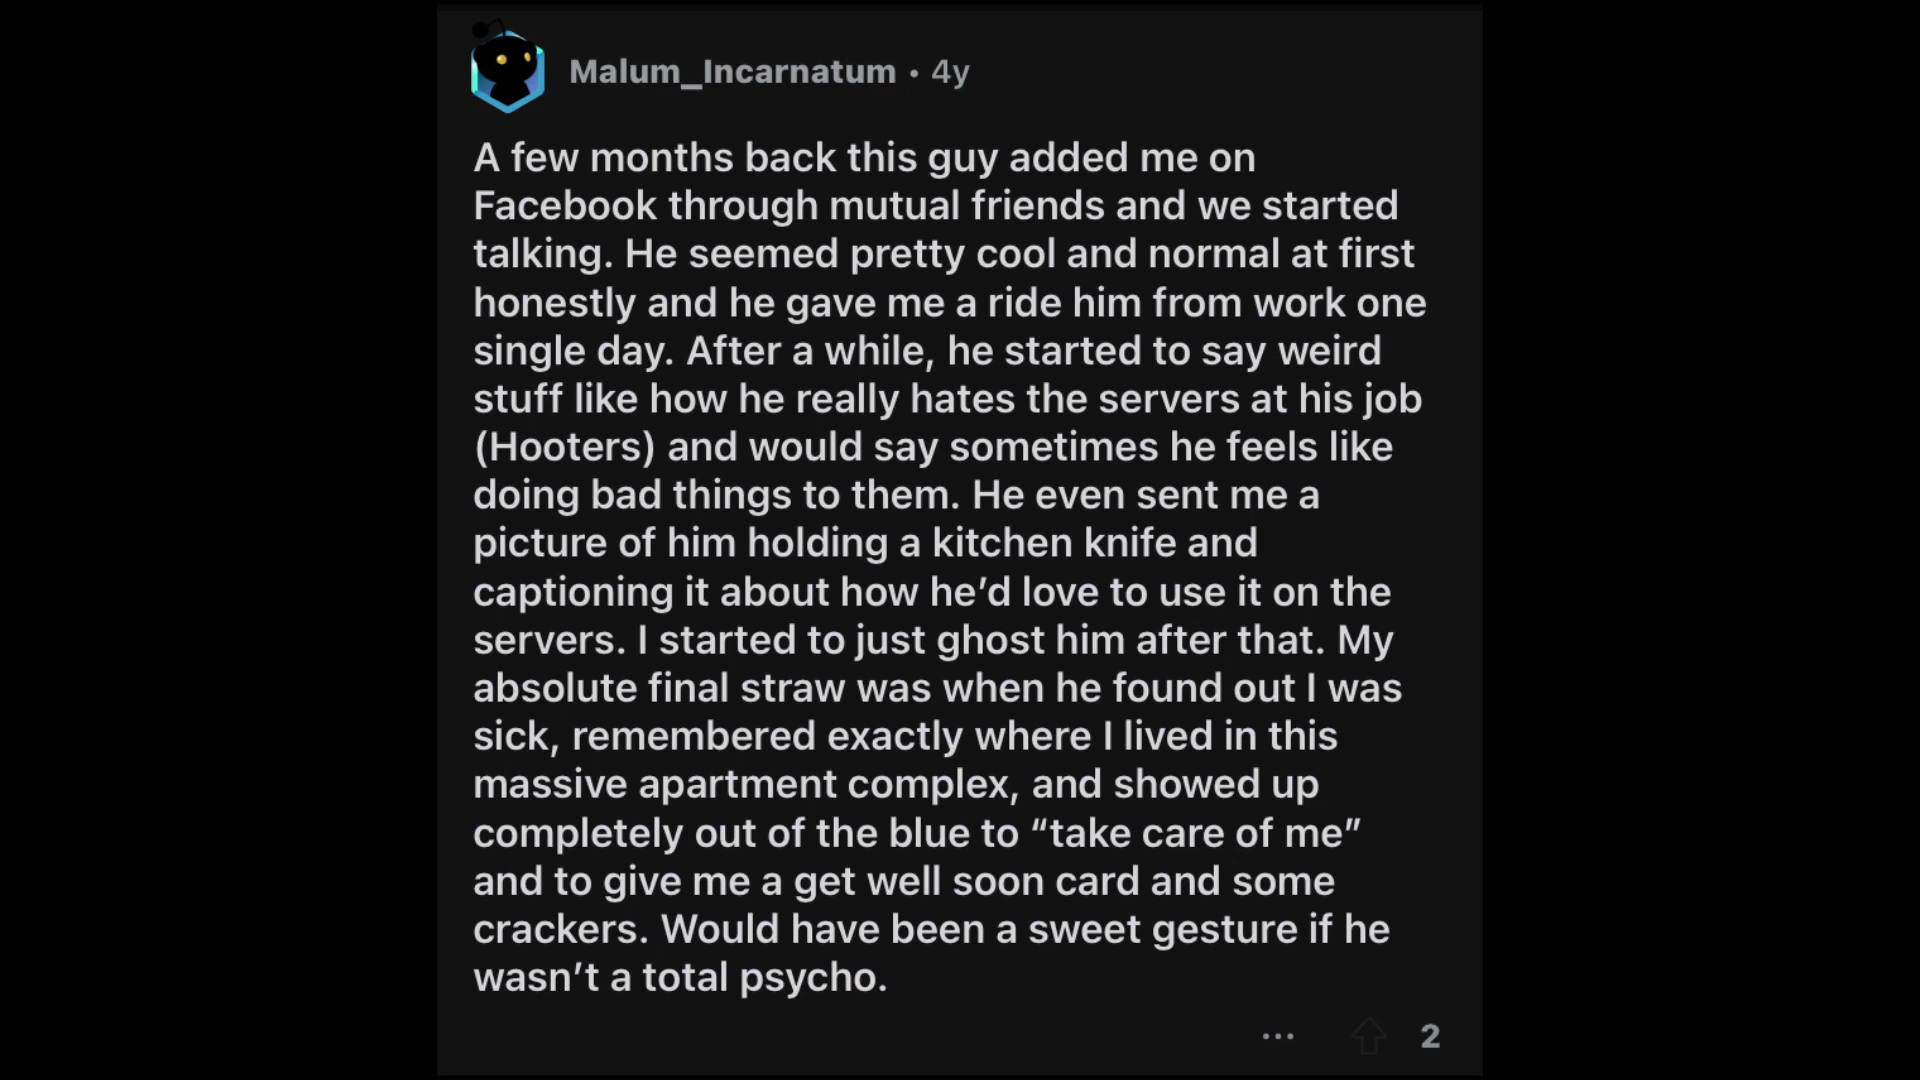 Malum_Incarnatum • 4y
A few months back this guy added me on
Facebook through mutual friends and we started
talking. He seemed pretty cool and normal at first
honestly and he gave me a ride him from work one
single day. After a while, he started to say weird
stuff like how he really hates the servers at his job
(Hooters) and would say sometimes he feels like
doing bad things to them. He even sent me a
picture of him holding a kitchen knife and
captioning it about how he’d love to use it on the
servers. I started to just ghost him after that. My
absolute final straw was when he found out I was
sick, remembered exactly where I lived in this
massive apartment complex, and showed up
completely out of the blue to “take care of me”
and to give me a get well soon card and some
crackers. Would have been a sweet gesture if he
wasn’t a total psycho.
... 2